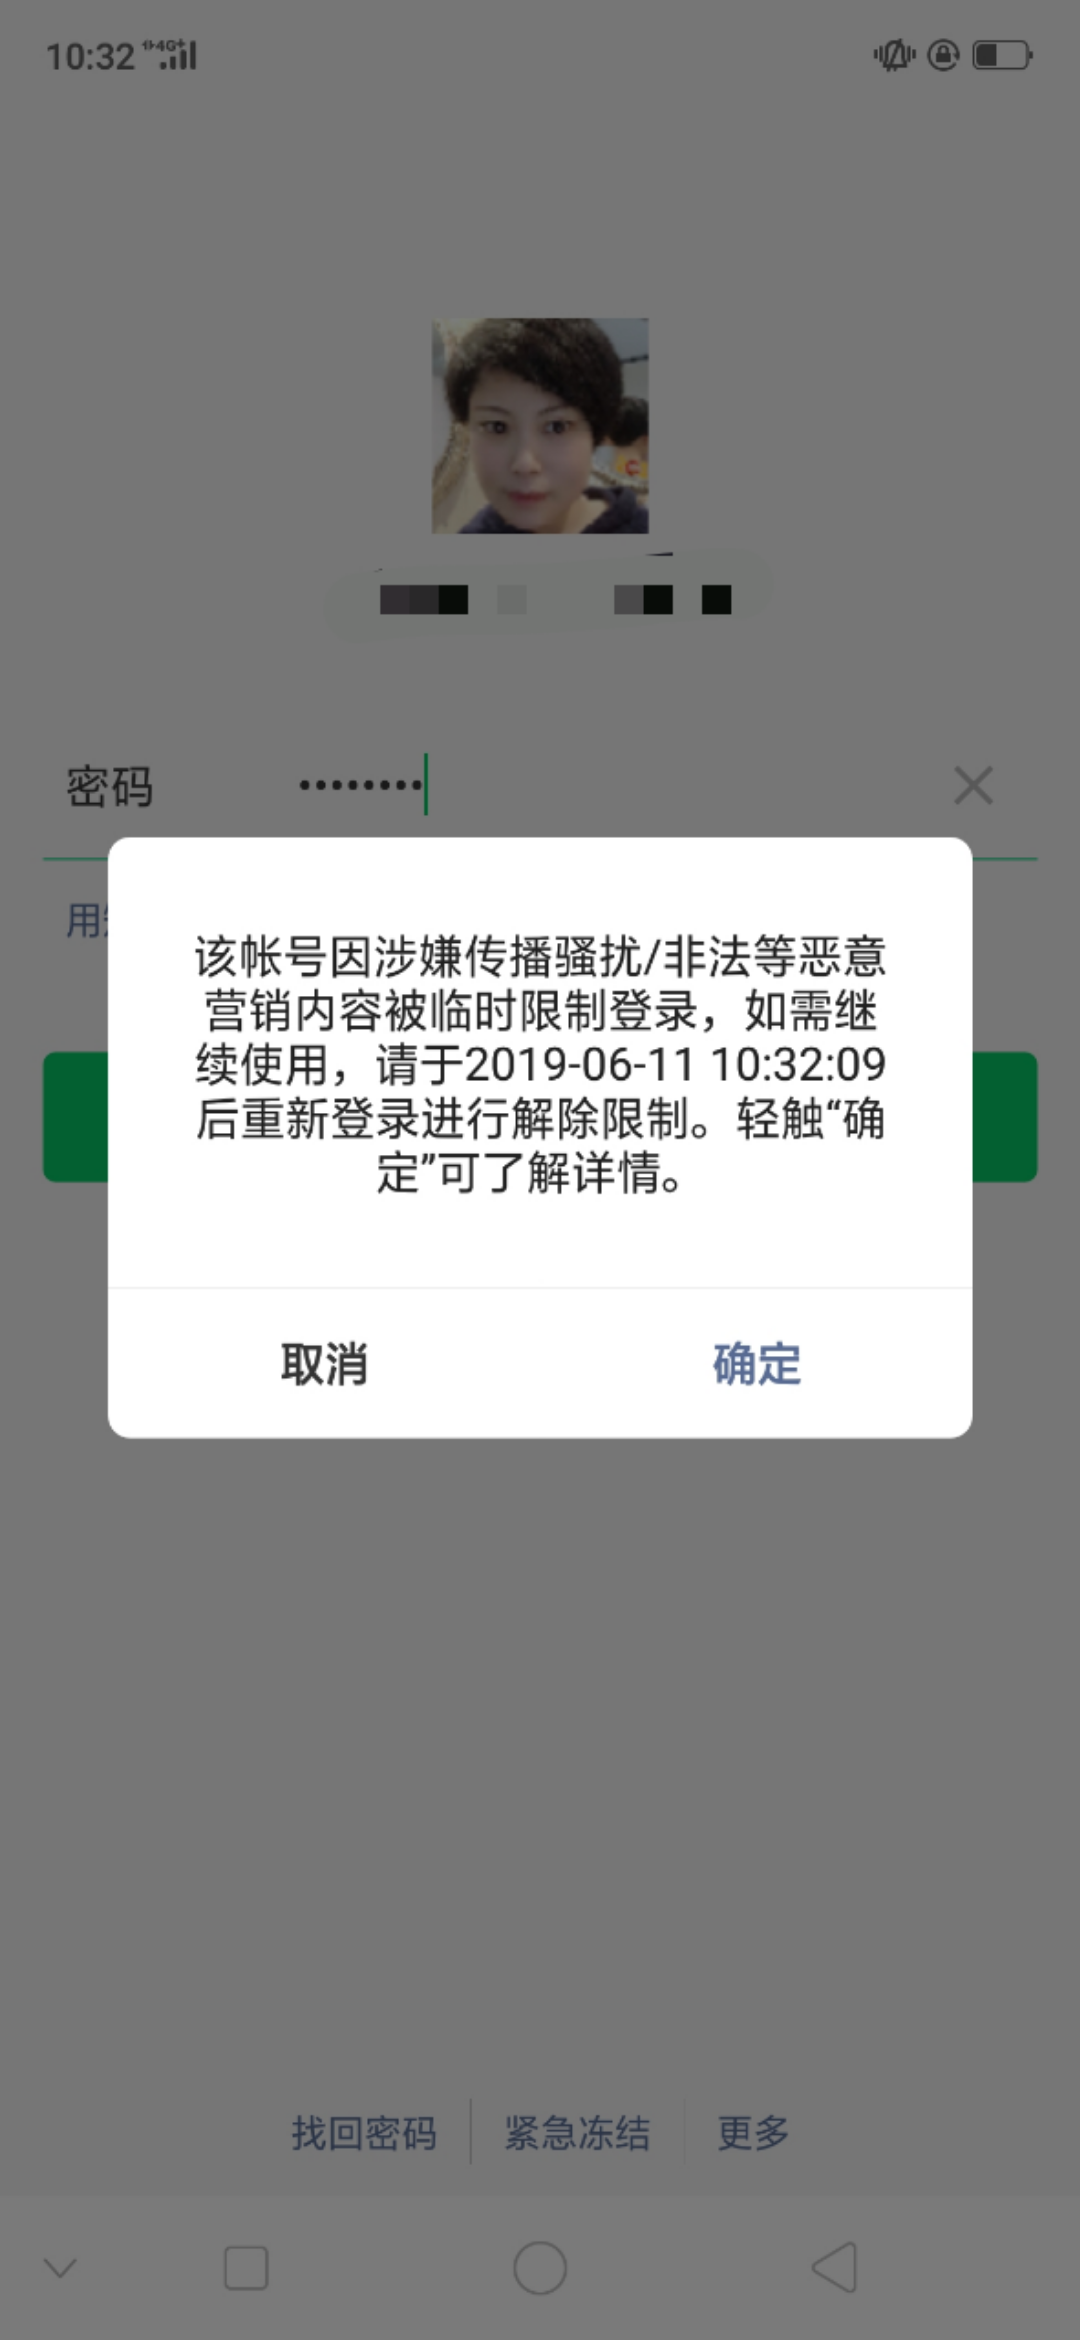 10:32 4G+
密码 ••••••••
用
该帐号因涉嫌传播骚扰/非法等恶意
营销内容被临时限制登录，如需继
续使用，请于2019-06-11 10:32:09
后重新登录进行解除限制。轻触“确
定”可了解详情。
取消 确定
找回密码 紧急冻结 更多